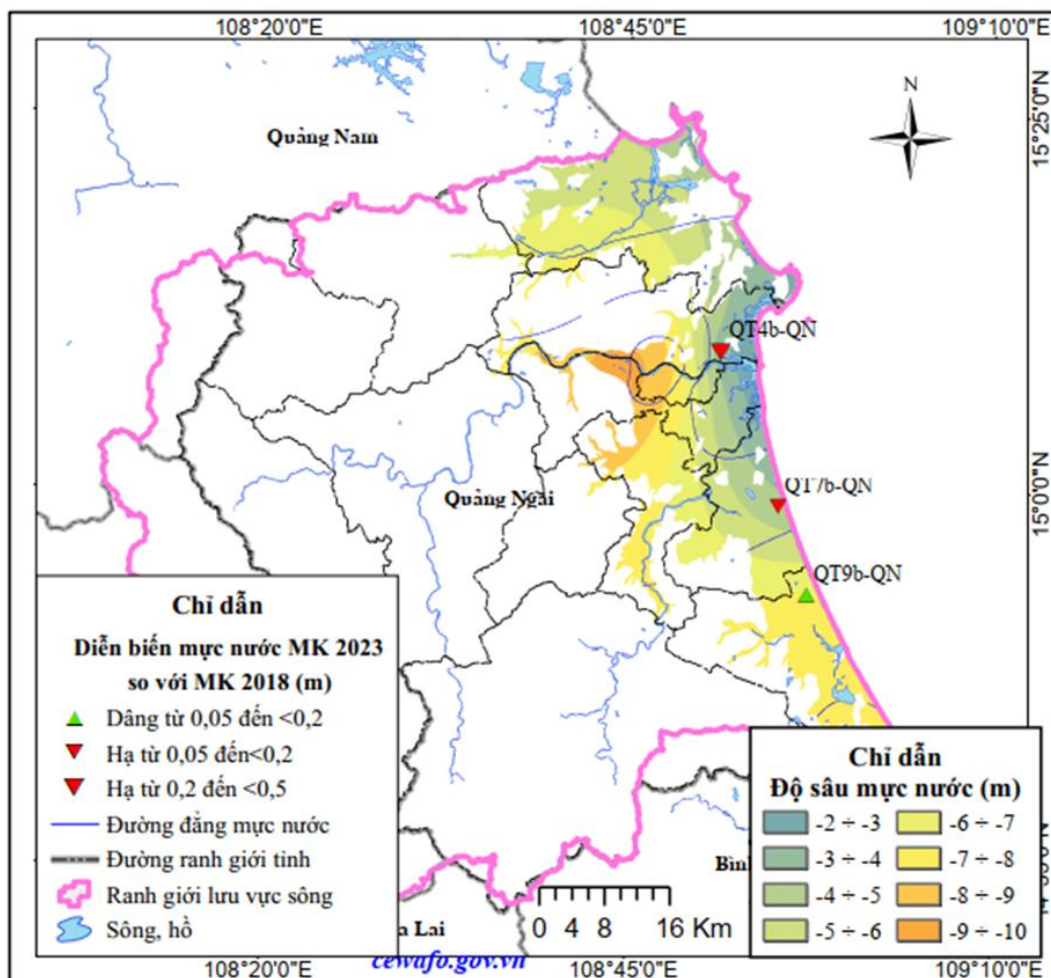 108°20'0"E
108°45'0"E
109°10'0"E
15°25'0"N
N
Quảng Nam
QT4b-QN
Quảng Ngãi
QT7b-QN
15°0'0"N
QT9b-QN
Chỉ dẫn
Diễn biến mực nước MK 2023
so với MK 2018 (m)
Dâng từ 0,05 đến <0,2
Hạ từ 0,05 đến<0,2
Hạ từ 0,2 đến <0,5
Đường đẳng mực nước
Đường ranh giới tỉnh
Ranh giới lưu vực sông
Sông, hồ
Chỉ dẫn
Độ sâu mực nước (m)
-2 ÷ -3
-6 ÷ -7
-3 ÷ -4
-7 ÷ -8
-4 ÷ -5
-8 ÷ -9
-5 ÷ -6
-9 ÷ -10
Bình
a Lai
0 4 8 16 Km
cewafo.gov.vn
108°20'0"E
108°45'0"E
109°10'0"E